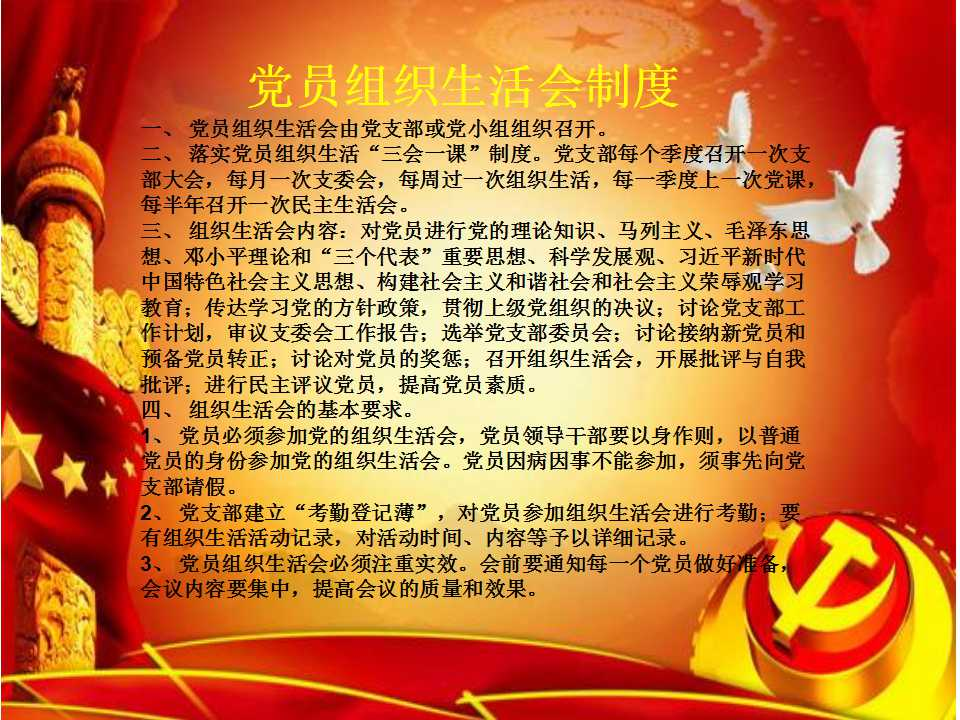 党员组织生活会制度
一、 党员组织生活会由党支部或党小组组织召开。
二、 落实党员组织生活“三会一课”制度。党支部每个季度召开一次支
部大会，每月一次支委会，每周过一次组织生活，每一季度上一次党课，
每半年召开一次民主生活会。
三、 组织生活会内容：对党员进行党的理论知识、马列主义、毛泽东思
想、邓小平理论和“三个代表”重要思想、科学发展观、习近平新时代
中国特色社会主义思想、构建社会主义和谐社会和社会主义荣辱观学习
教育；传达学习党的方针政策，贯彻上级党组织的决议；讨论党支部工
作计划，审议支委会工作报告；选举党支部委员会；讨论接纳新党员和
预备党员转正；讨论对党员的奖惩；召开组织生活会，开展批评与自我
批评；进行民主评议党员，提高党员素质。
四、 组织生活会的基本要求。
1、 党员必须参加党的组织生活会，党员领导干部要以身作则，以普通
党员的身份参加党的组织生活会。党员因病因事不能参加，须事先向党
支部请假。
2、 党支部建立“考勤登记薄”，对党员参加组织生活会进行考勤；要
有组织生活活动记录，对活动时间、内容等予以详细记录。
3、 党员组织生活会必须注重实效。会前要通知每一个党员做好准备，
会议内容要集中，提高会议的质量和效果。